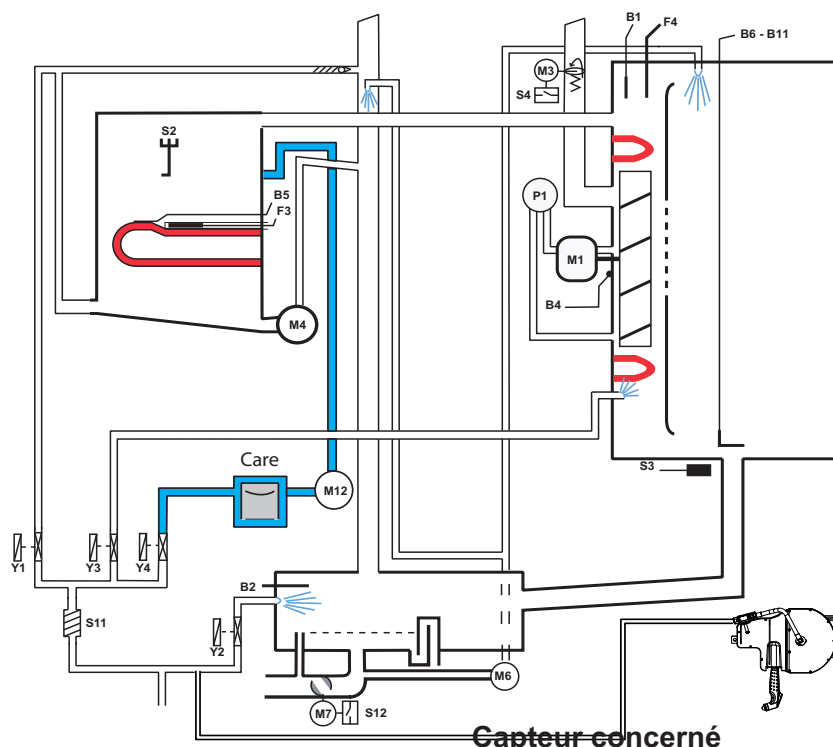 B1
F4
B6 - B11
M3
S4
S2
B5
F3
P1
M1
B4
M4
Care
M12
S3
Y1
Y3
Y4
B2
S11
Y2
M6
M7
S12
Capteur concerné